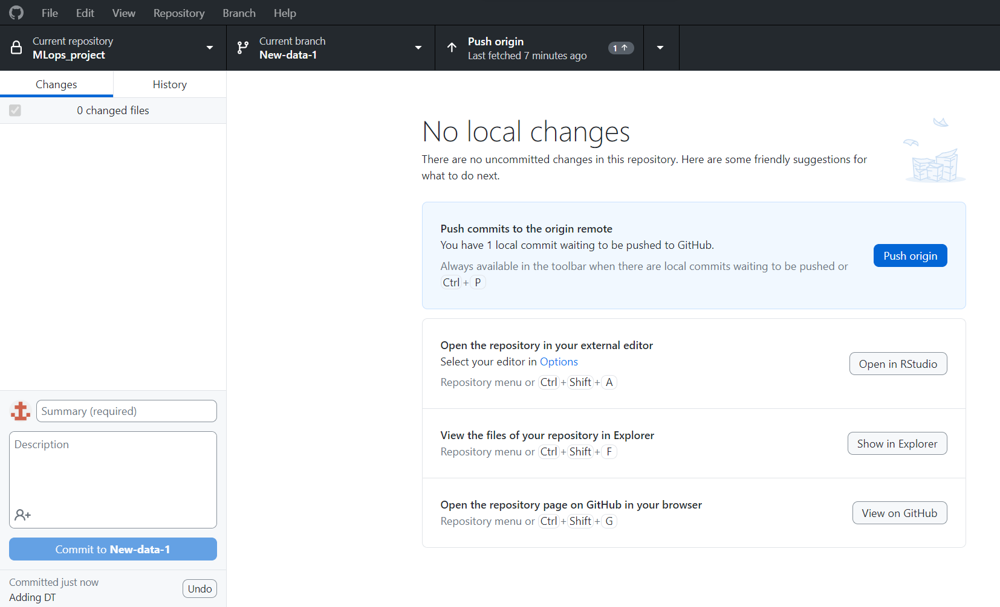 File Edit View Repository Branch Help
Current repository
MLops_project
Current branch
New-data-1
Push origin
Last fetched 7 minutes ago
1
Changes
History
0 changed files
No local changes
There are no uncommitted changes in this repository. Here are some friendly suggestions for
what to do next.
Push commits to the origin remote
You have 1 local commit waiting to be pushed to GitHub.
Always available in the toolbar when there are local commits waiting to be pushed or
Ctrl + P
Push origin
Open the repository in your external editor
Select your editor in Options
Repository menu or Ctrl + Shift + A
Open in RStudio
View the files of your repository in Explorer
Repository menu or Ctrl + Shift + F
Show in Explorer
Open the repository page on GitHub in your browser
Repository menu or Ctrl + Shift + G
View on GitHub
Summary (required)
Description
Commit to New-data-1
Committed just now
Adding DT
Undo